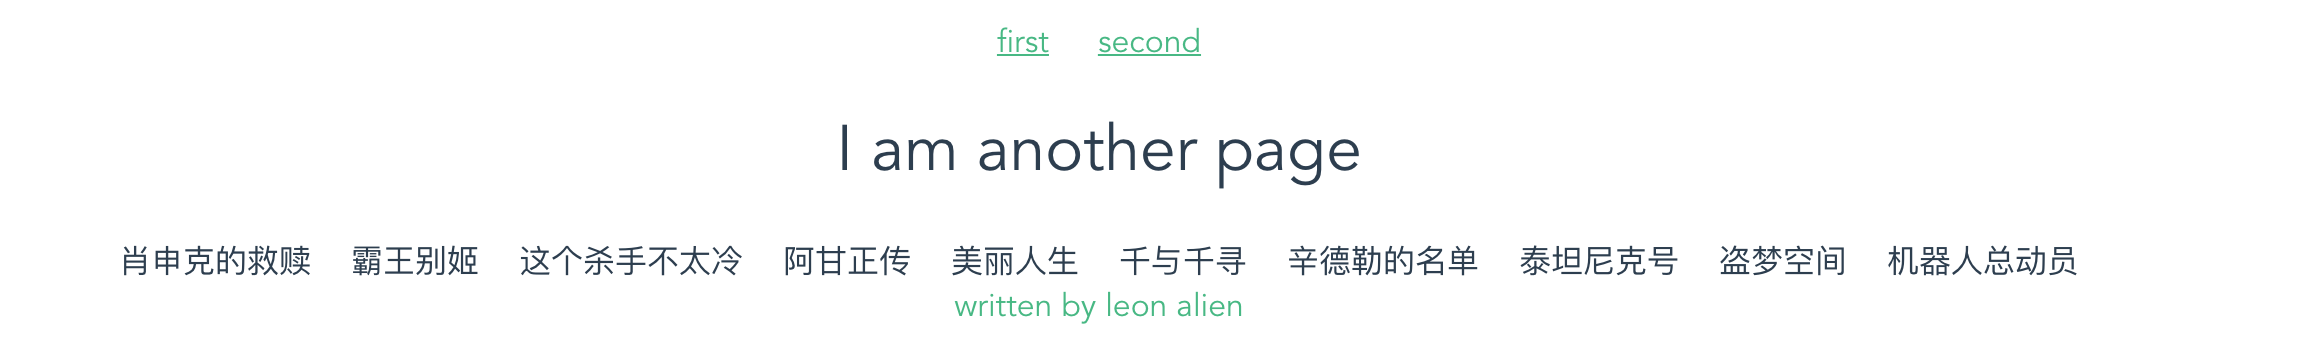 first second
I am another page
肖申克的救赎 霸王别姬 这个杀手不太冷 阿甘正传 美丽人生 千与千寻 辛德勒的名单 泰坦尼克号 盗梦空间 机器人总动员
written by leon alien